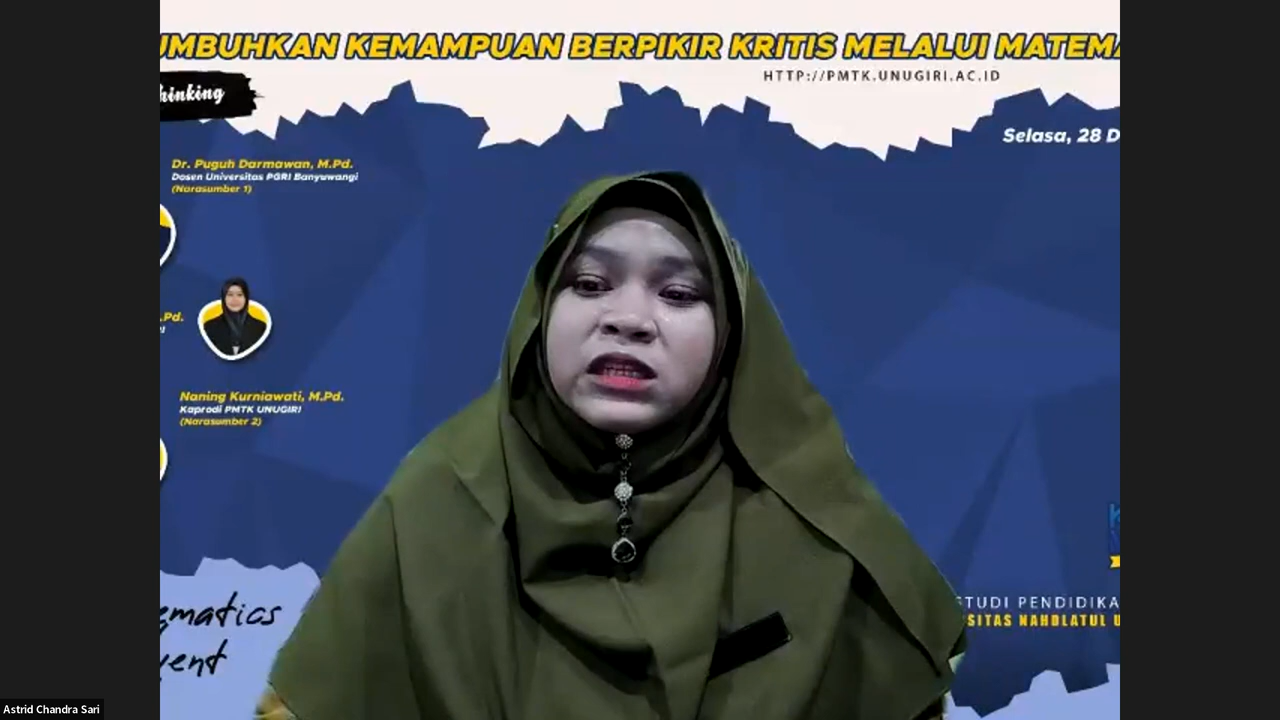 UMBUHKAN KEMAMPUAN BERPIKIR KRITIS MELALUI MATEMA
HTTP://PMTK.UNUGIRI.AC.ID
hinking
Selasa, 28 D
Dr. Puguh Darmawan, M.Pd.
Dosen Universitas PGRI Banyuwangi
(Narasumber 1)
.Pd.
Naning Kurniawati, M.Pd.
Kaprodi PMTK UNUGIRI
(Narasumber 2)
ematics
vent
STUDI PENDIDIKA
SITAS NAHDLATUL U
Astrid Chandra Sari